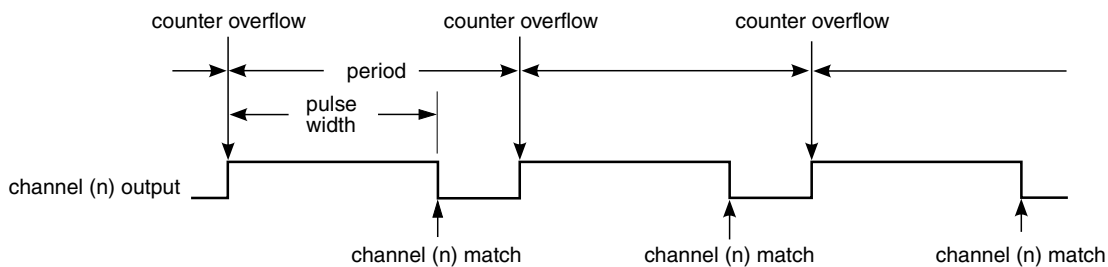 counter overflow counter overflow counter overflow
period
pulse
width
channel (n) output
channel (n) match channel (n) match channel (n) match